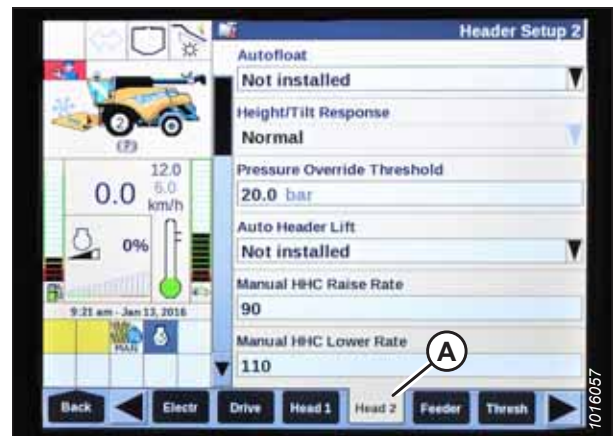 Header Setup 2
Autofloat
Not installed
Height/Tilt Response
Normal
Pressure Override Threshold
20.0 bar
Auto Header Lift
Not installed
Manual HHC Raise Rate
90
Manual HHC Lower Rate
110
2
(?)
12.0
0.0
6.0
km/h
0%
9:21 am - Jan 13, 2016
MAN
A
Back
Electr
Drive
Head 1
Head 2
Feeder
Thresh
1016057